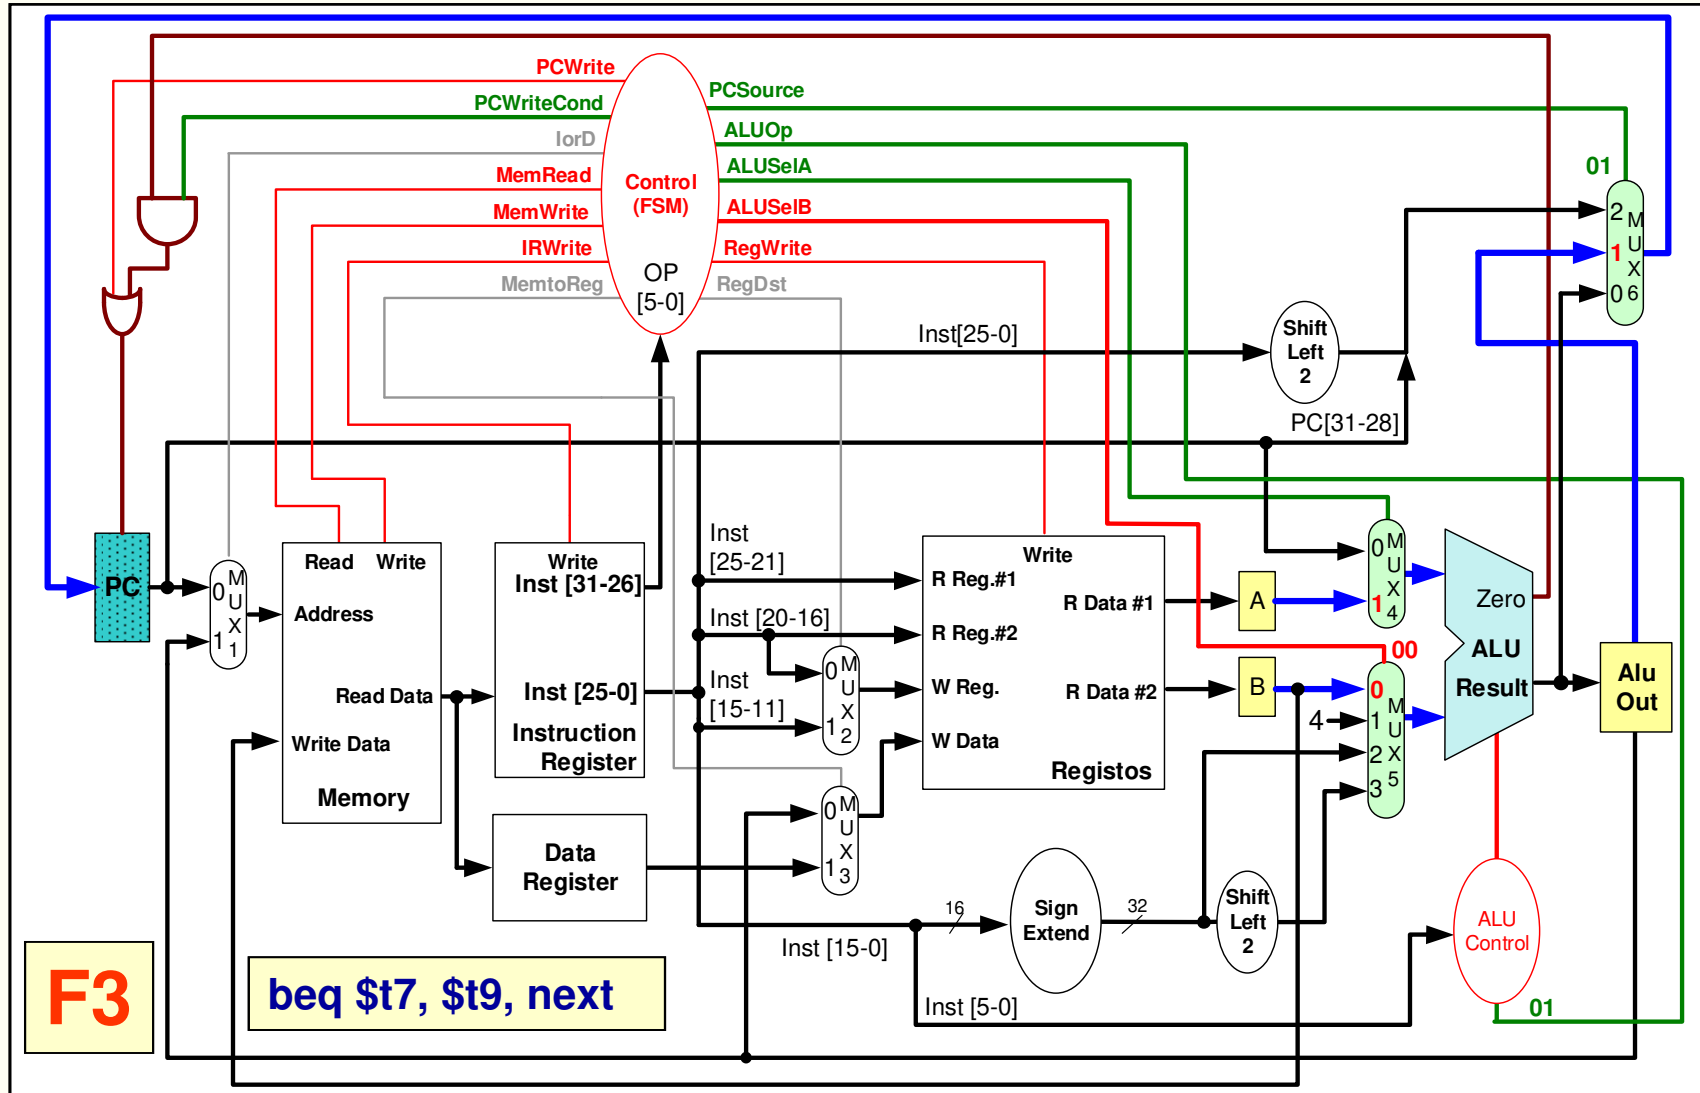 PCWrite
PCWriteCond
IorD
MemRead
MemWrite
IRWrite
MemtoReg
Control
(FSM)
OP
[5-0]
PCSource
ALUOp
ALUSelA
ALUSelB
RegWrite
RegDst
01
2
1
0
M
U
X
6
Inst[25-0]
Shift
Left
2
PC[31-28]
PC
0
1
M
U
X
1
Read Write
Address
Read Data
Write Data
Memory
Write
Inst [31-26]
Inst [25-0]
Instruction
Register
Data
Register
Inst
[25-21]
Inst [20-16]
Inst
[15-11]
0
1
M
U
X
2
0
1
M
U
X
3
Write
R Reg.#1
R Reg.#2
W Reg.
W Data
R Data #1
R Data #2
Registos
A
B
0
1
M
U
X
4
00
0
4
1
2
3
M
U
X
5
Zero
ALU
Result
Alu
Out
16
Sign
Extend
32
Shift
Left
2
ALU
Control
01
Inst [15-0]
Inst [5-0]
F3
beq $t7, $t9, next